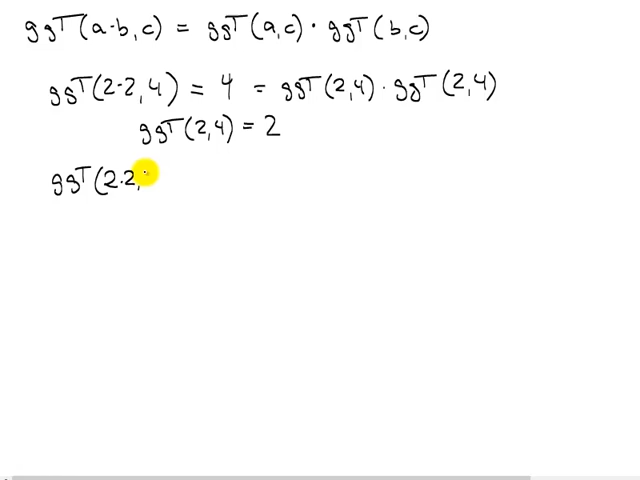 ggT(a·b, c) = ggT(a,c) · ggT(b,c)
ggT(2·2, 4) = 4 = ggT(2,4) · ggT(2,4)
ggT(2,4) = 2
ggT(2·2,